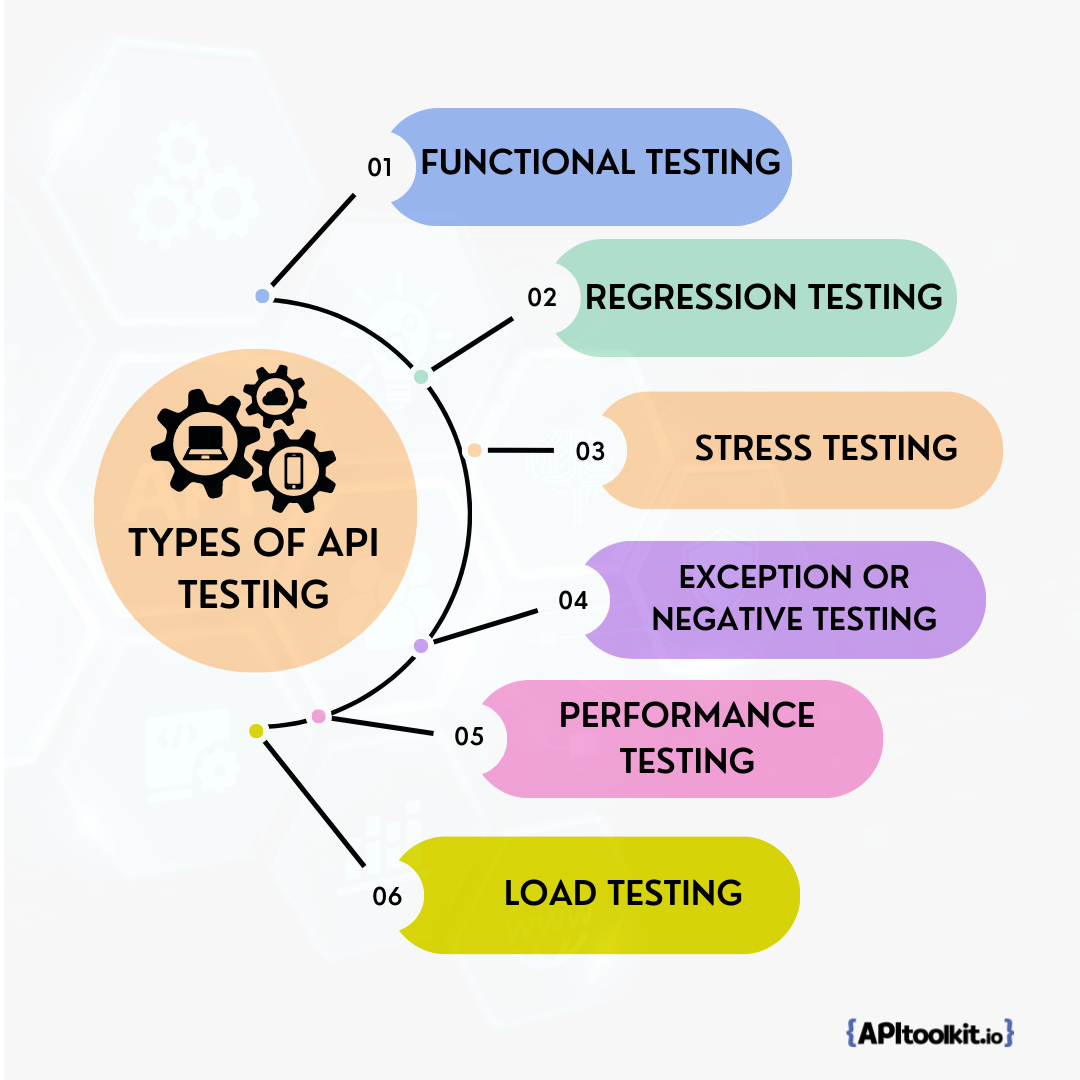 01
FUNCTIONAL TESTING
02
REGRESSION TESTING
03
STRESS TESTING
TYPES OF API
TESTING
04
EXCEPTION OR
NEGATIVE TESTING
05
PERFORMANCE
TESTING
06
LOAD TESTING
{APItoolkit.io}